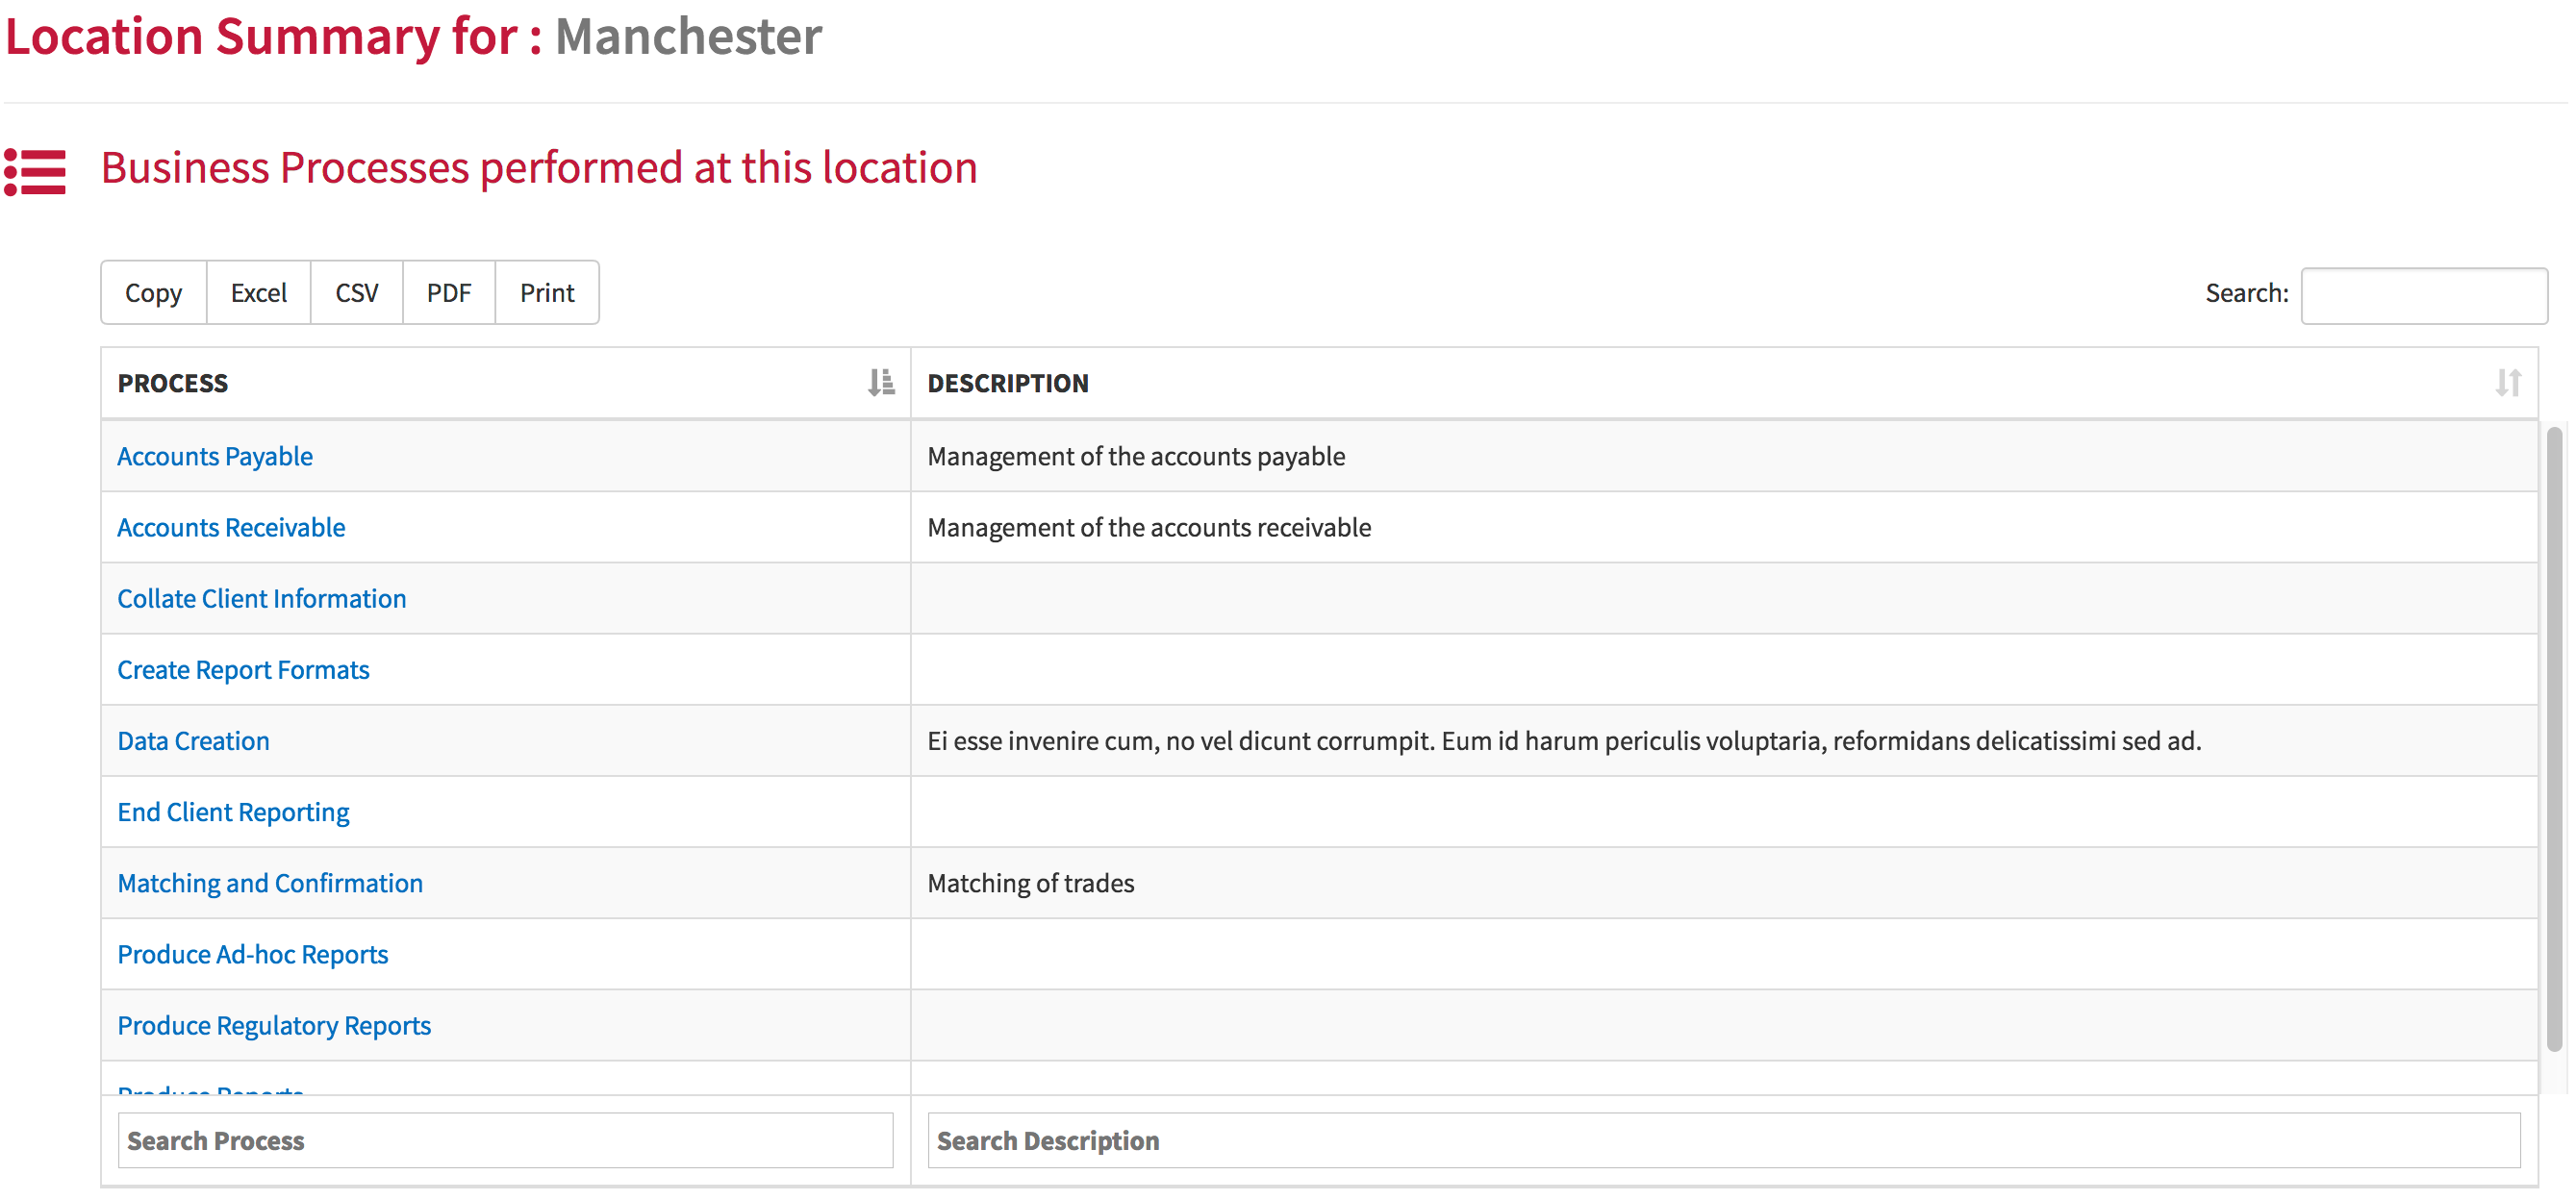 Location Summary for : Manchester
Business Processes performed at this location
Copy Excel CSV PDF Print Search:
PROCESS DESCRIPTION
Accounts Payable Management of the accounts payable
Accounts Receivable Management of the accounts receivable
Collate Client Information
Create Report Formats
Data Creation Ei esse invenire cum, no vel dicunt corrumpit. Eum id harum periculis voluptaria, reformidans delicatissimi sed ad.
End Client Reporting
Matching and Confirmation Matching of trades
Produce Ad-hoc Reports
Produce Regulatory Reports
Produce Reports
Search Process Search Description